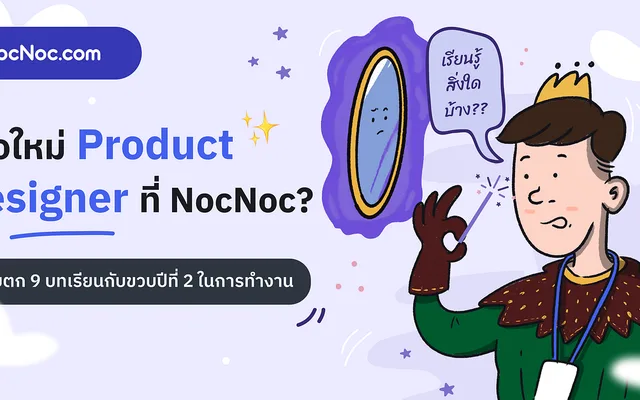 ocNoc.com
อใหม่ Product
esigner ที่ NocNoc?
ตก 9 บทเรียนกับขวบปีที่ 2 ในการทำงาน
เรียนรู้
สิ่งใด
บ้าง??